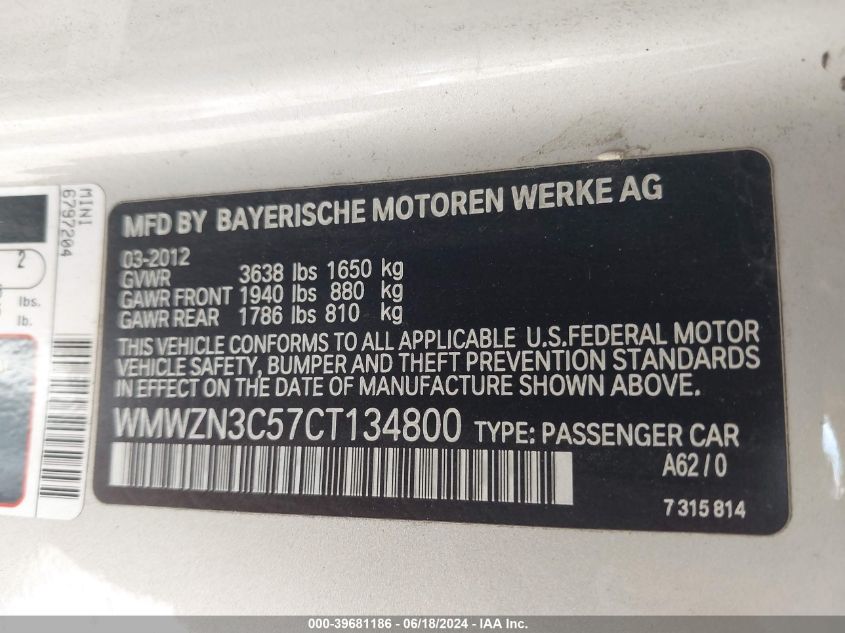 MINI
6797204
2
lbs.
lb.
MFD BY BAYERISCHE MOTOREN WERKE AG
03-2012
GVWR 3638 lbs 1650 kg
GAWR FRONT 1940 lbs 880 kg
GAWR REAR 1786 lbs 810 kg
THIS VEHICLE CONFORMS TO ALL APPLICABLE U.S.FEDERAL MOTOR
VEHICLE SAFETY, BUMPER AND THEFT PREVENTION STANDARDS
IN EFFECT ON THE DATE OF MANUFACTURE SHOWN ABOVE.
WMWZN3C57CT134800 TYPE: PASSENGER CAR
A62/0
7 315 814
000-39681186 - 06/18/2024 - IAA, Inc.